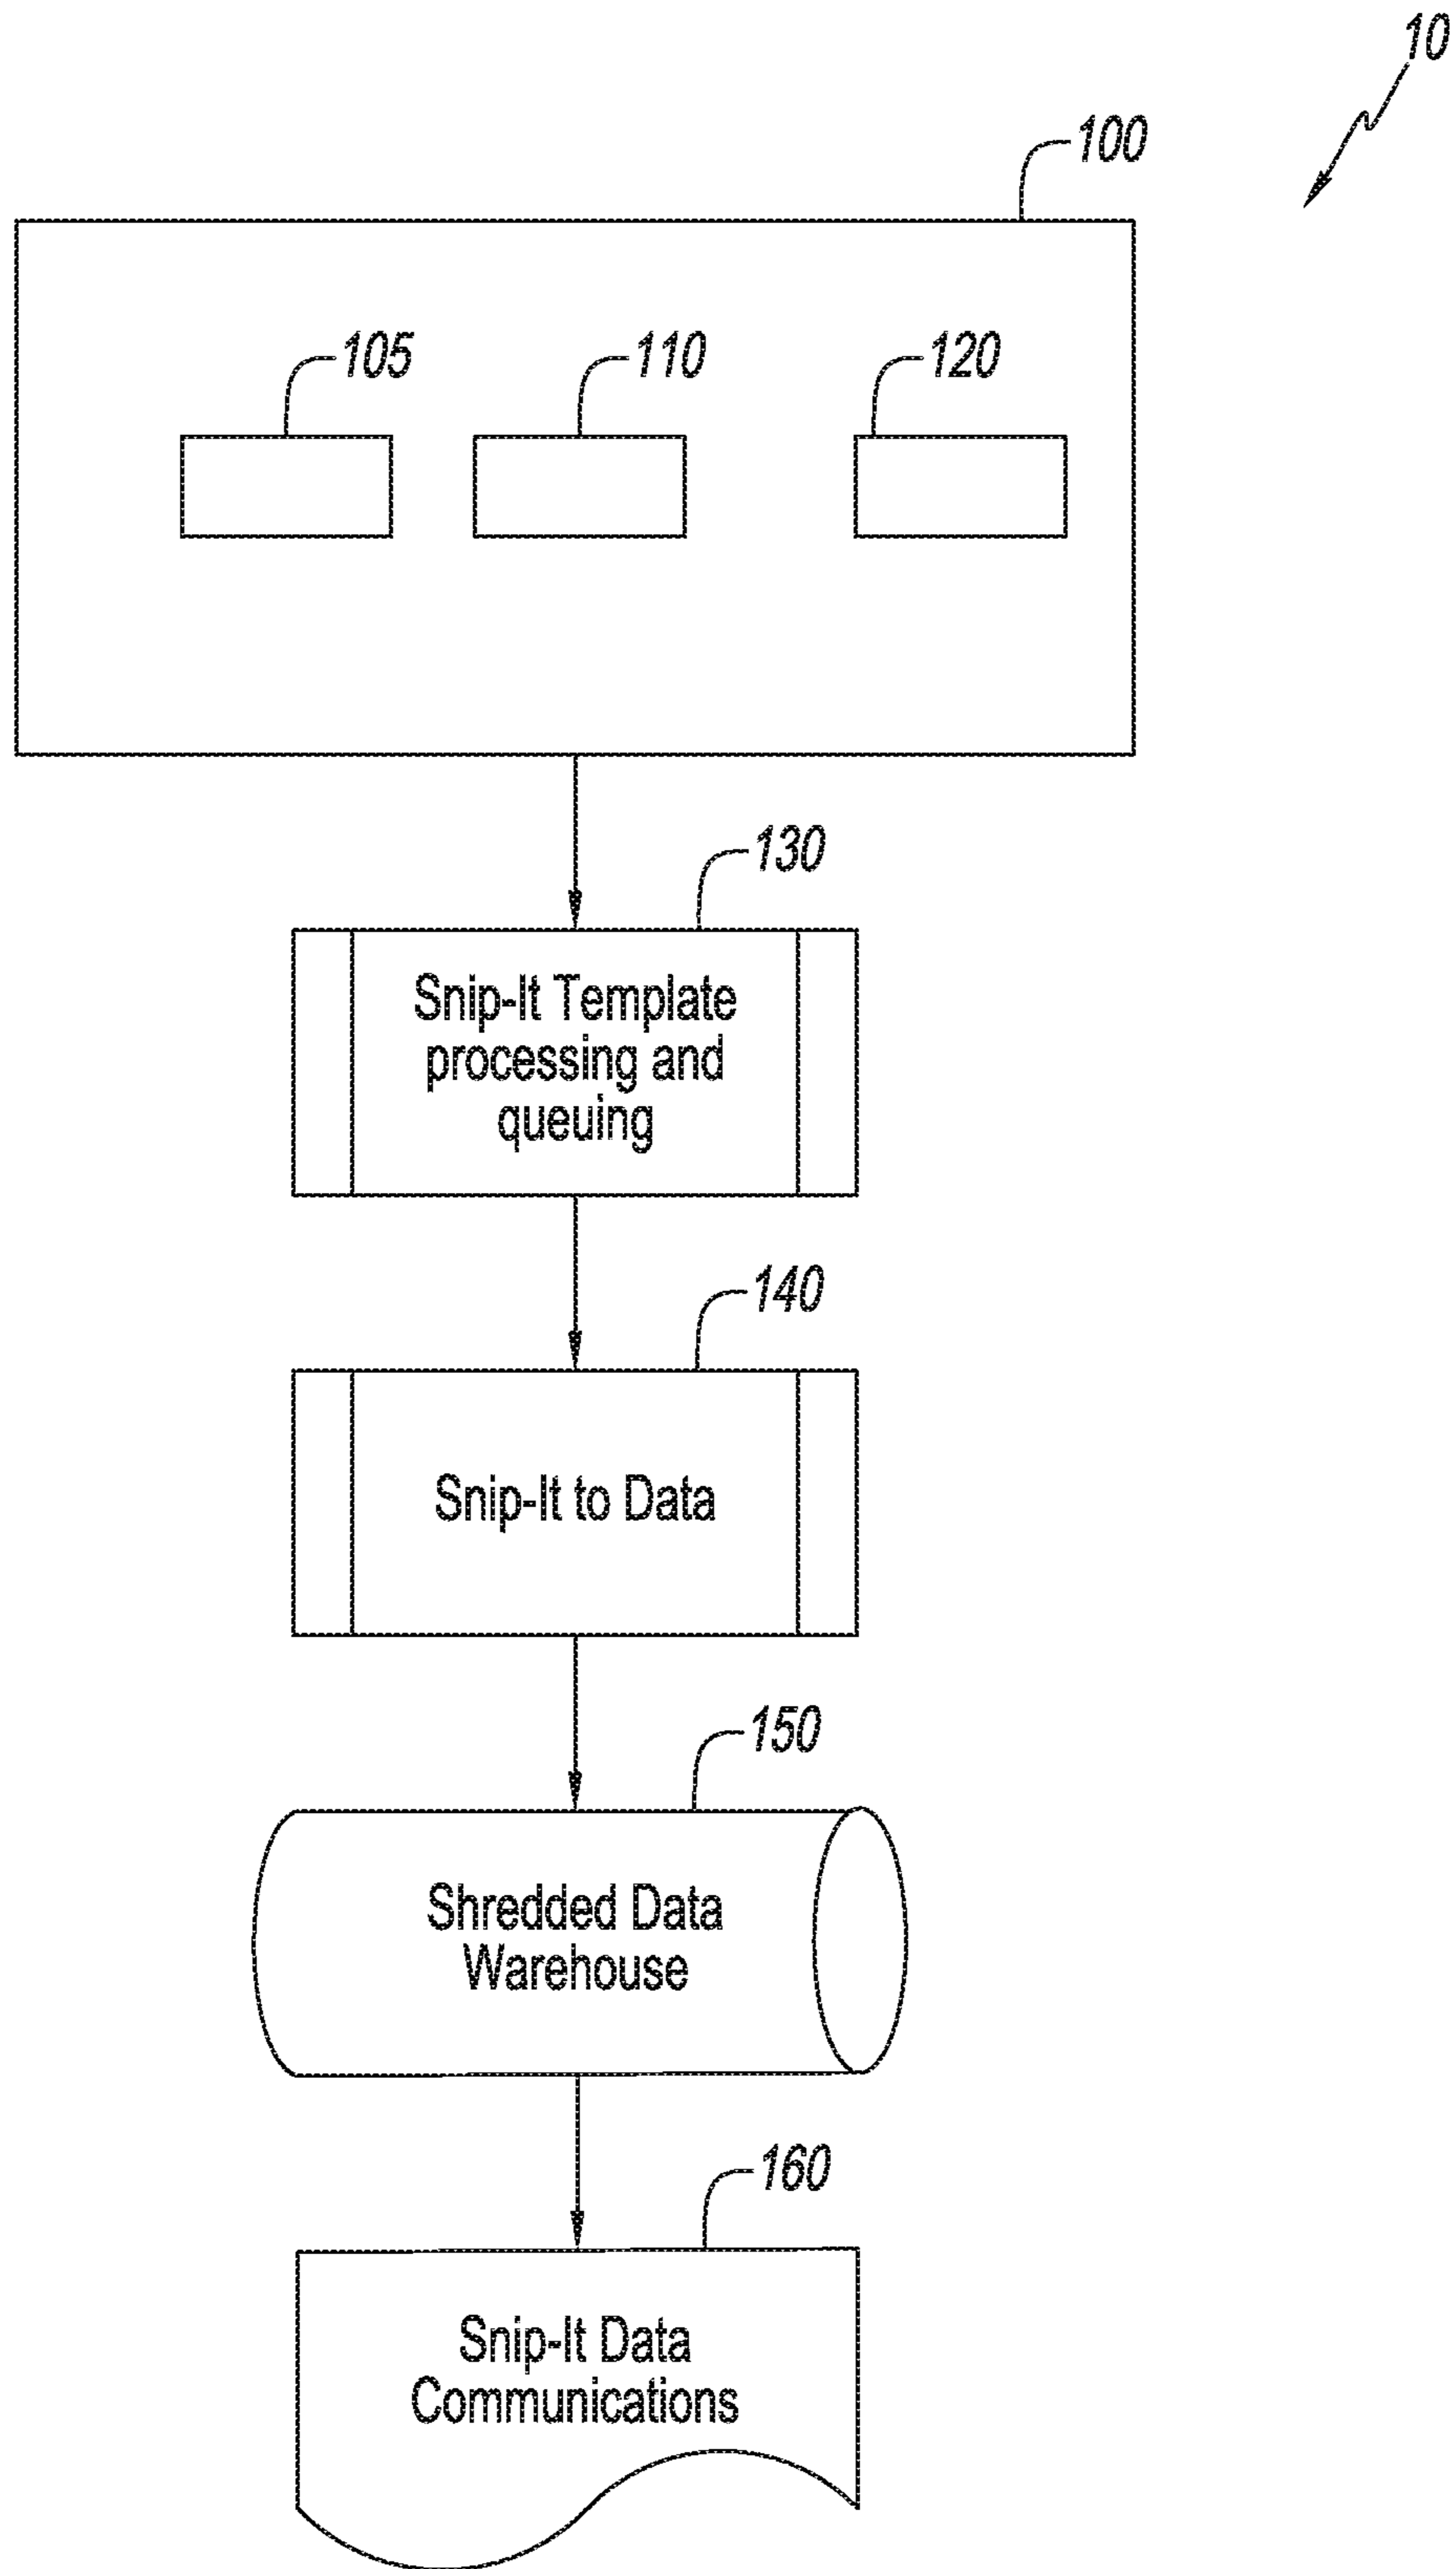 10
100
105
110
120
130
Snip-It Template
processing and
queuing
140
Snip-It to Data
150
Shredded Data
Warehouse
160
Snip-It Data
Communications